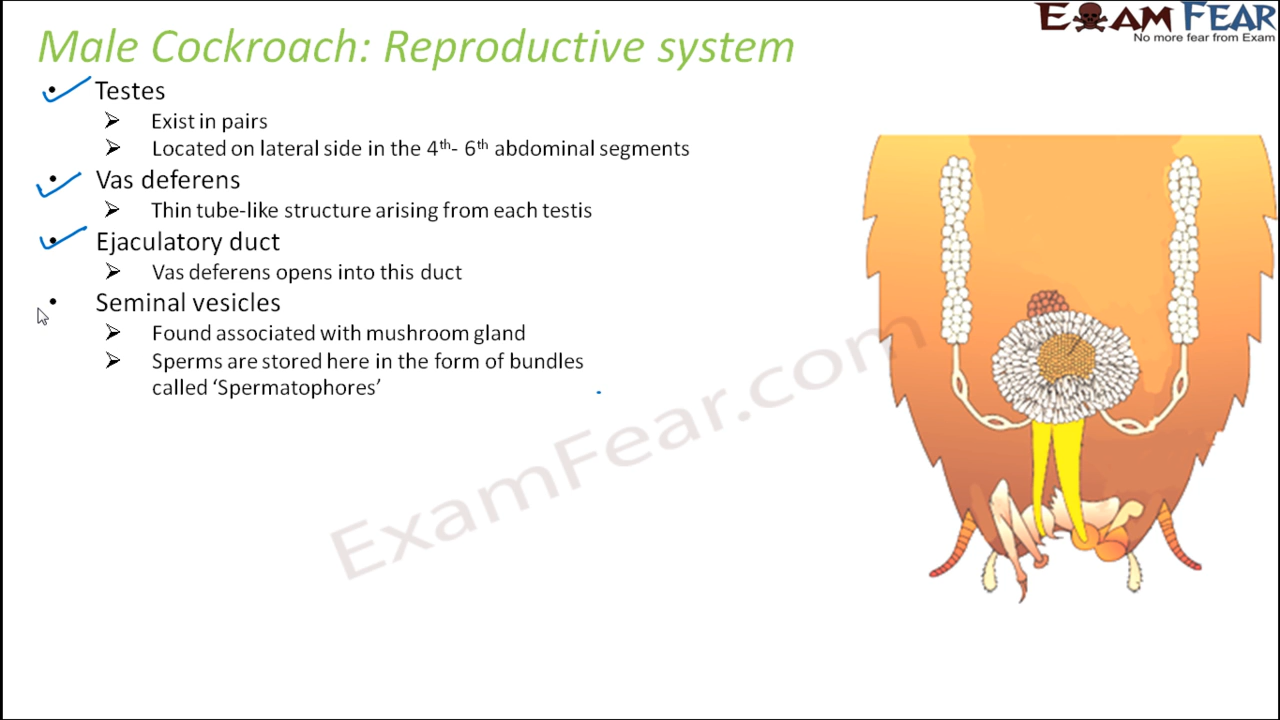 EXAM FEAR
No more fear from Exam
Male Cockroach: Reproductive system
• Testes
➢ Exist in pairs
➢ Located on lateral side in the 4th- 6th abdominal segments
• Vas deferens
➢ Thin tube-like structure arising from each testis
• Ejaculatory duct
➢ Vas deferens opens into this duct
• Seminal vesicles
➢ Found associated with mushroom gland
➢ Sperms are stored here in the form of bundles
called ‘Spermatophores’
ExamFear.com